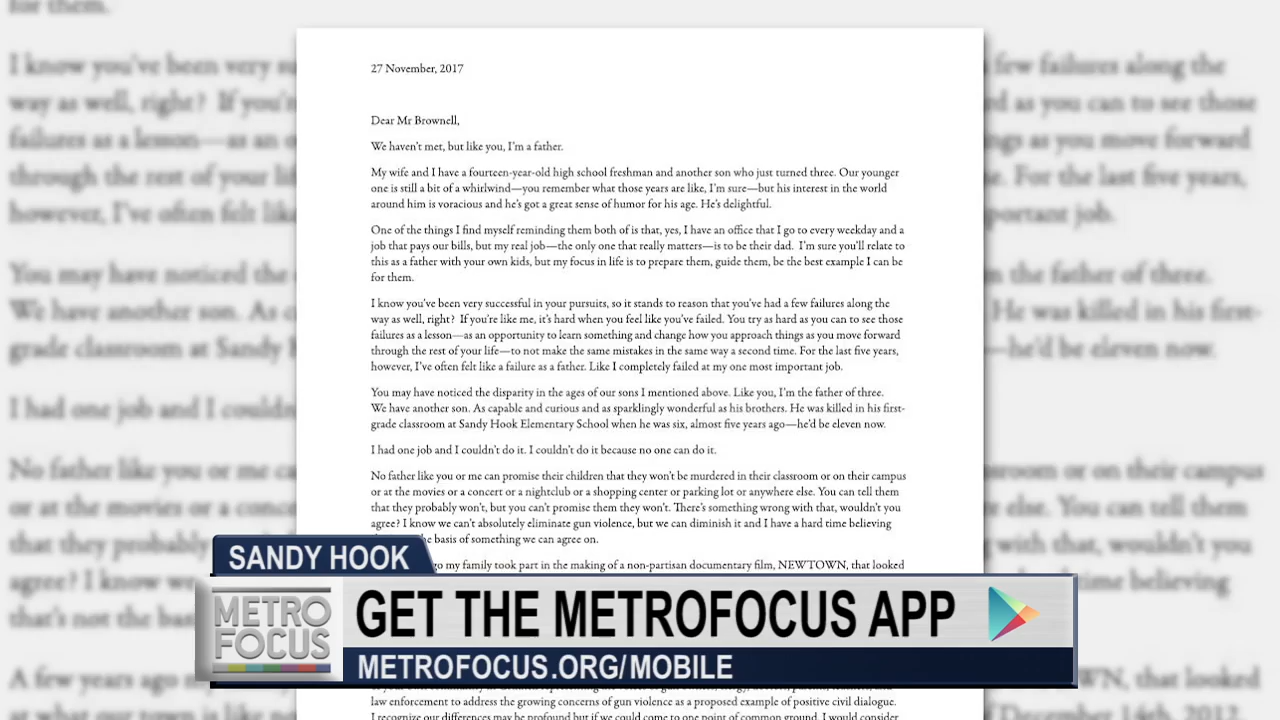 27 November, 2017
Dear Mr Brownell,
We haven't met, but like you, I'm a father.
My wife and I have a fourteen-year-old high school freshman and another son who just turned three. Our younger
one is still a bit of a whirlwind—you remember what those years are like, I'm sure—but his interest in the world
around him is voracious and he's got a great sense of humor for his age. He's delightful.
One of the things I find myself reminding them both of is that, yes, I have an office that I go to every weekday and a
job that pays our bills, but my real job—the only one that really matters—is to be their dad.  I'm sure you'll relate to
this as a father with your own kids, but my focus in life is to prepare them, guide them, be the best example I can be
for them.
I know you've been very successful in your pursuits, so it stands to reason that you've had a few failures along the
way as well, right?  If you're like me, it's hard when you feel like you've failed. You try as hard as you can to see those
failures as a lesson—as an opportunity to learn something and change how you approach things as you move forward
through the rest of your life—to not make the same mistakes in the same way a second time. For the last five years,
however, I've often felt like a failure as a father. Like I completely failed at my one most important job.
You may have noticed the disparity in the ages of our sons I mentioned above. Like you, I'm the father of three.
We have another son. As capable and curious and as sparklingly wonderful as his brothers. He was killed in his first-
grade classroom at Sandy Hook Elementary School when he was six, almost five years ago—he'd be eleven now.
I had one job and I couldn't do it. I couldn't do it because no one can do it.
No father like you or me can promise their children that they won't be murdered in their classroom or on their campus
or at the movies or a concert or a nightclub or a shopping center or parking lot or anywhere else. You can tell them
that they probably won't, but you can't promise them they won't. There's something wrong with that, wouldn't you
agree? I know we can't absolutely eliminate gun violence, but we can diminish it and I have a hard time believing
the basis of something we can agree on.
go my family took part in the making of a non-partisan documentary film, NEWTOWN, that looked
SANDY HOOK
METRO
FOCUS
GET THE METROFOCUS APP
METROFOCUS.ORG/MOBILE
law enforcement to address the growing concerns of gun violence as a proposed example of positive civil dialogue.
I recognize our differences may be profound but if we could come to one point of common ground, I would consider